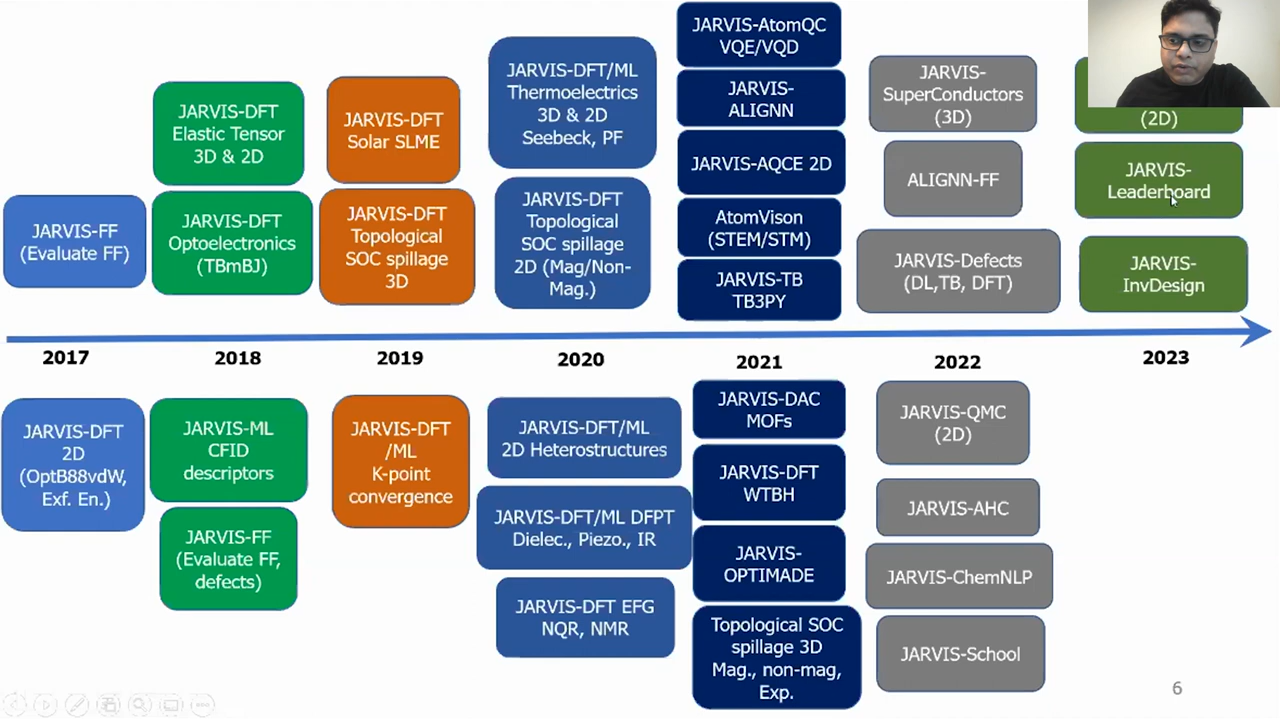 JARVIS-FF
(Evaluate FF)
JARVIS-DFT
Elastic Tensor
3D & 2D
JARVIS-DFT
Optoelectronics
(TBmBJ)
JARVIS-DFT
Solar SLME
JARVIS-DFT
Topological
SOC spillage
3D
JARVIS-DFT/ML
Thermoelectrics
3D & 2D
Seebeck, PF
JARVIS-DFT
Topological
SOC spillage
2D (Mag/Non-
Mag.)
JARVIS-AtomQC
VQE/VQD
JARVIS-
ALIGNN
JARVIS-AQCE 2D
AtomVison
(STEM/STM)
JARVIS-TB
TB3PY
JARVIS-
SuperConductors
(3D)
ALIGNN-FF
JARVIS-Defects
(DL,TB, DFT)
(2D)
JARVIS-
Leaderboard
JARVIS-
InvDesign
2017
2018
2019
2020
2021
2022
2023
JARVIS-DFT
2D
(OptB88vdW,
Exf. En.)
JARVIS-ML
CFID
descriptors
JARVIS-FF
(Evaluate FF,
defects)
JARVIS-DFT
/ML
K-point
convergence
JARVIS-DFT/ML
2D Heterostructures
JARVIS-DFT/ML DFPT
Dielec., Piezo., IR
JARVIS-DFT EFG
NQR, NMR
JARVIS-DAC
MOFs
JARVIS-DFT
WTBH
JARVIS-
OPTIMADE
Topological SOC
spillage 3D
Mag., non-mag,
Exp.
JARVIS-QMC
(2D)
JARVIS-AHC
JARVIS-ChemNLP
JARVIS-School
6